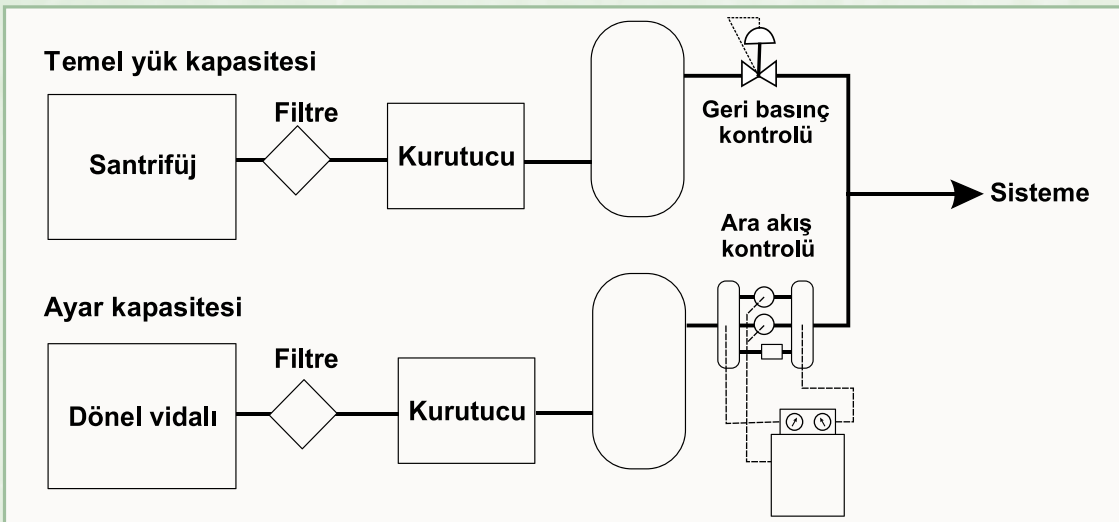 Temel yük kapasitesi
Santrifüj
Filtre
Kurutucu
Geri basınç
kontrolü
Sisteme
Ara akış
kontrolü
Ayar kapasitesi
Dönel vidalı
Filtre
Kurutucu